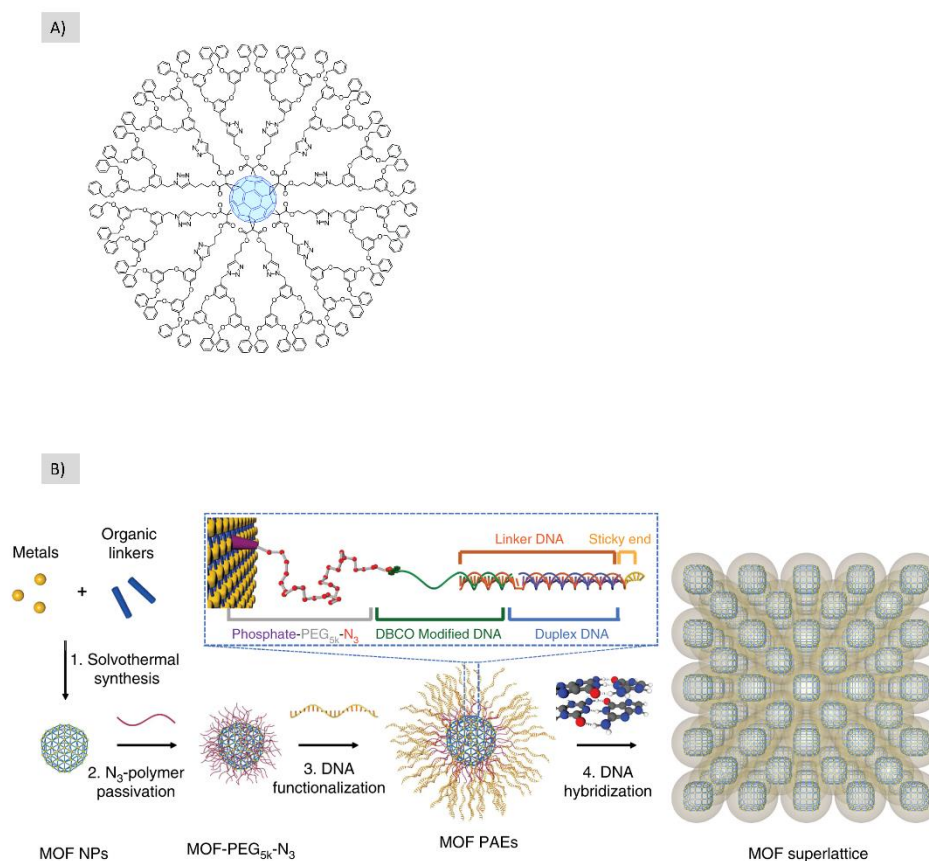 A)
B)
Metals
+
Organic
linkers
Linker DNA
Sticky end
Phosphate-PEG5k-N3
DBCO Modified DNA
Duplex DNA
1. Solvothermal
synthesis
2. N3-polymer
passivation
3. DNA
functionalization
4. DNA
hybridization
MOF NPs
MOF-PEG5k-N3
MOF PAEs
MOF superlattice